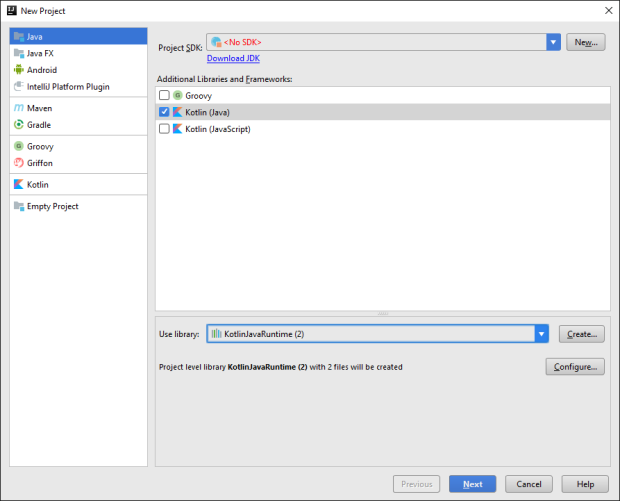 New Project
Java
Java FX
Android
IntelliJ Platform Plugin
Maven
Gradle
Groovy
Griffon
Kotlin
Empty Project
Project SDK: <No SDK> New...
Download JDK
Additional Libraries and Frameworks:
Groovy
Kotlin (Java)
Kotlin (JavaScript)
Use library: KotlinJavaRuntime (2) Create...
Project level library KotlinJavaRuntime (2) with 2 files will be created Configure...
Previous Next Cancel Help